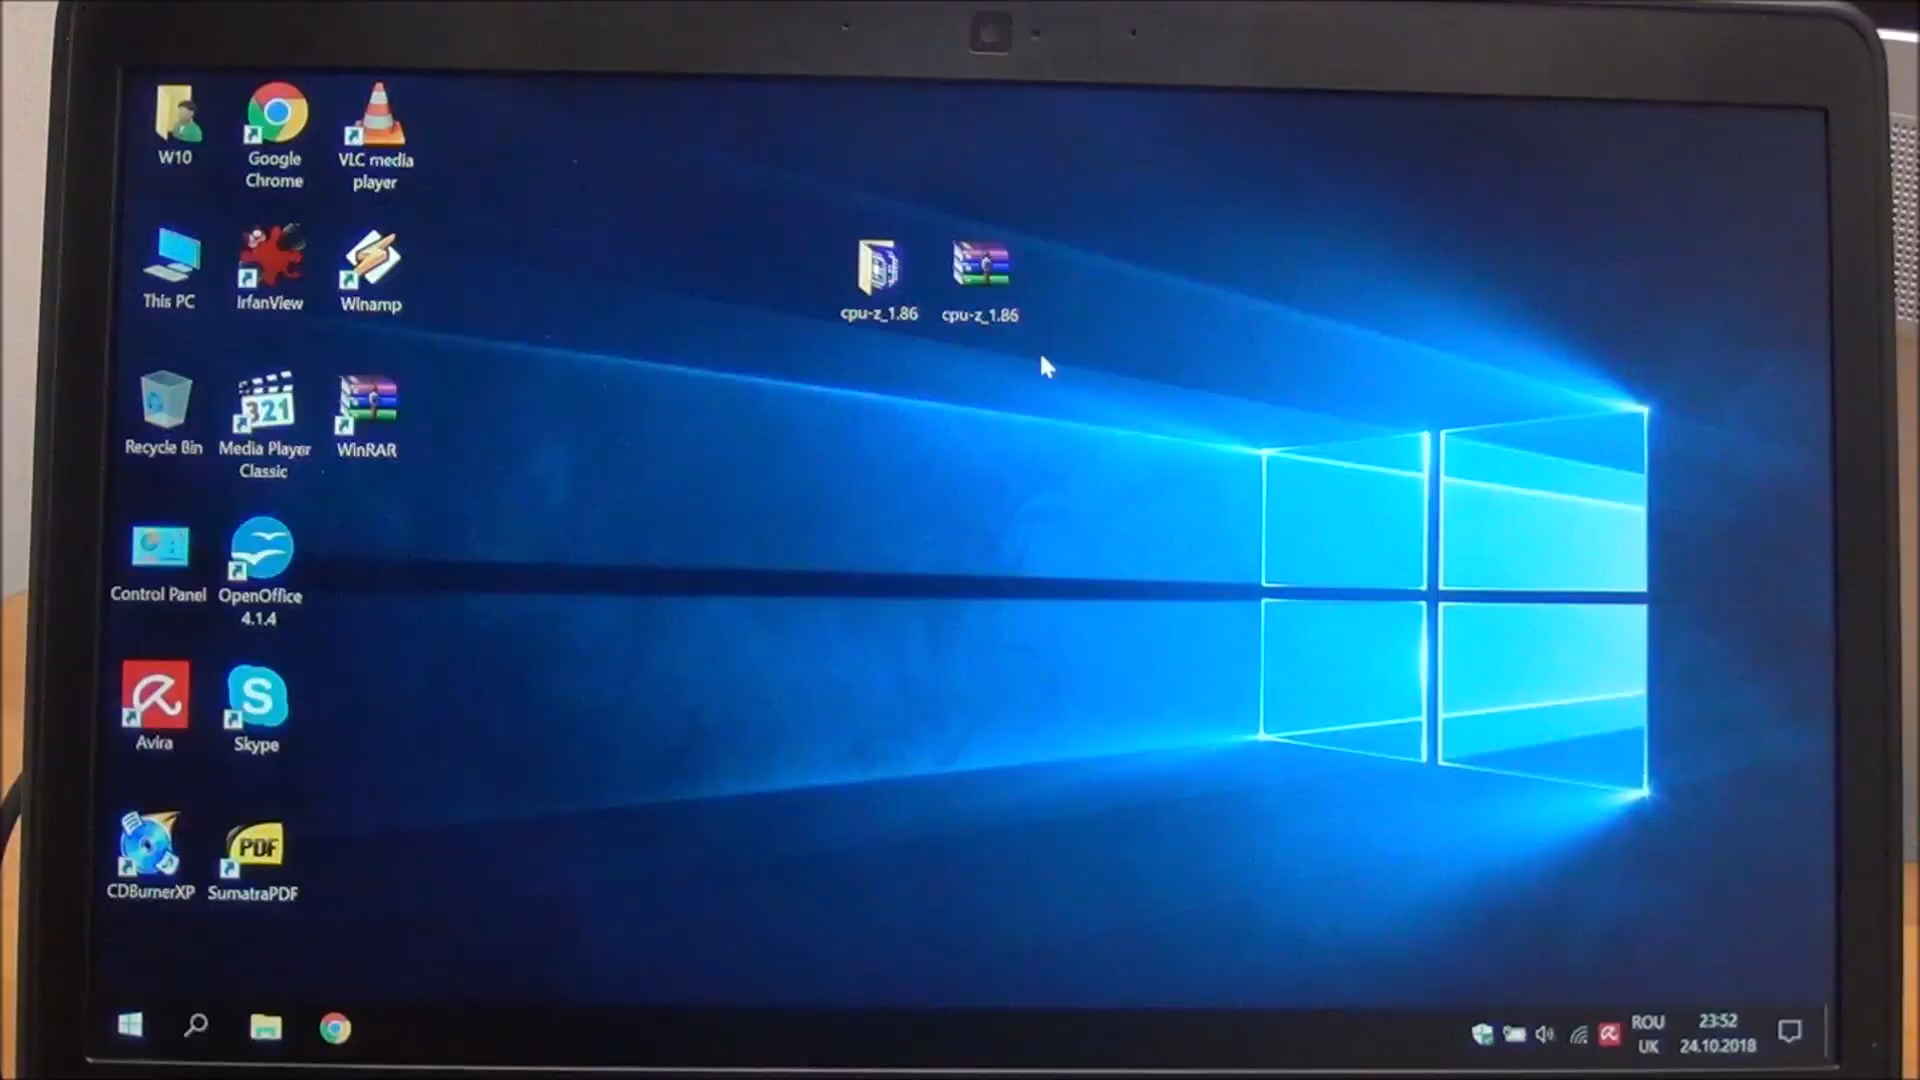 W10
Google
Chrome
VLC media
player
This PC
IrfanView
Winamp
cpu-z_1.86
cpu-z_1.86
Recycle Bin
321
Media Player
Classic
WinRAR
Control Panel
OpenOffice
4.1.4
Avira
S
Skype
CDBurnerXP
PDF
SumatraPDF
ROU
UK
23:52
24.10.2018